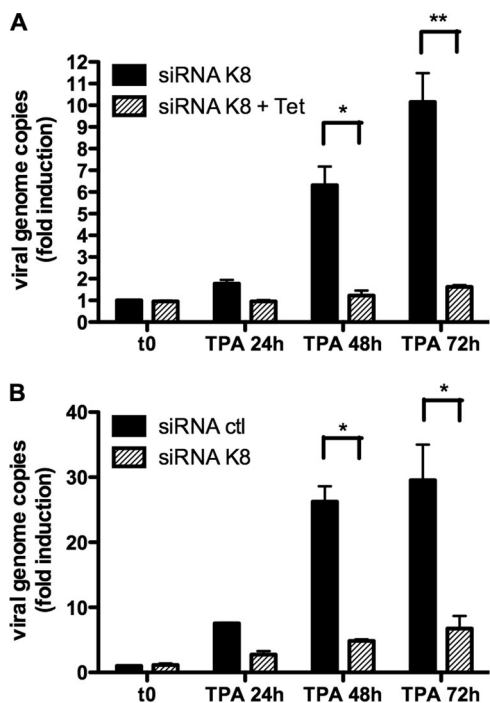 A
**
siRNA K8
siRNA K8 + Tet
*
viral genome copies
(fold induction)
12
11
10
9
8
7
6
5
4
3
2
1
0
t0
TPA 24h
TPA 48h
TPA 72h
B
*
siRNA ctl
siRNA K8
*
viral genome copies
(fold induction)
40
30
20
10
0
t0
TPA 24h
TPA 48h
TPA 72h